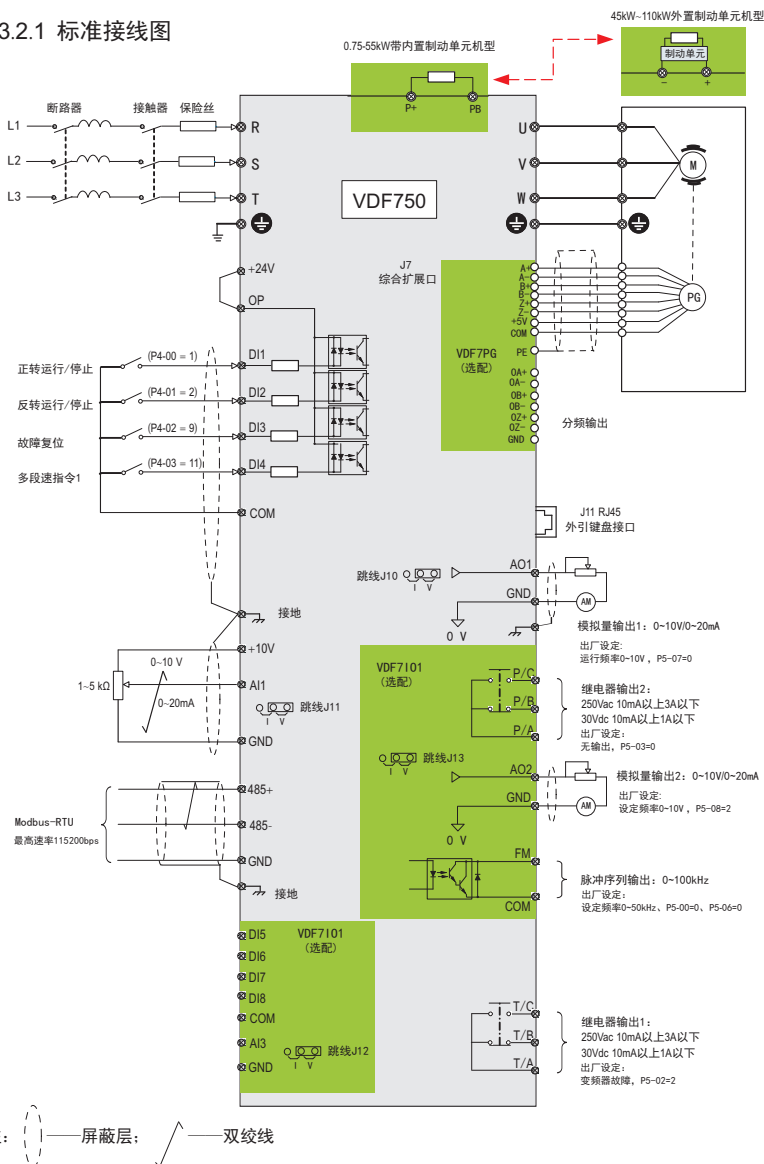 3.2.1 标准接线图
45kW~110kW外置制动单元机型
0.75-55kW带内置制动单元机型
制动单元
- +
P+ PB
断路器 接触器 保险丝
L1
L2
L3
R
S
T
VDF750
U
V
W
M
+24V
OP
J7
综合扩展口
A+
A-
B+
B-
Z+
Z-
+5V
COM
PG
VDF7PG
(选配)
PE
OA+
OA-
OB+
OB-
OZ+
OZ-
GND
分频输出
正转运行/停止 (P4-00 = 1) DI1
反转运行/停止 (P4-01 = 2) DI2
故障复位 (P4-02 = 9) DI3
多段速指令1 (P4-03 = 11) DI4
COM
J11 RJ45
外引键盘接口
跳线J10
I V
AO1
GND
0 V
AM
模拟量输出1: 0~10V/0~20mA
出厂设定:
运行频率0~10V , P5-07=0
接地
+10V
0~10 V
1~5 kΩ
AI1
0~20mA
跳线J11
I V
GND
VDF7IO1
(选配)
P/C
P/B
P/A
继电器输出2:
250Vac 10mA以上3A以下
30Vdc 10mA以上1A以下
出厂设定:
无输出, P5-03=0
跳线J13
I V
AO2
GND
0 V
AM
模拟量输出2: 0~10V/0~20mA
出厂设定:
设定频率0~10V , P5-08=2
485+
485-
GND
接地
Modbus-RTU
最高速率115200bps
FM
COM
脉冲序列输出: 0~100kHz
出厂设定:
设定频率0~50kHz、P5-00=0、P5-06=0
DI5
DI6
DI7
DI8
COM
AI3
GND
VDF7IO1
(选配)
跳线J12
I V
T/C
T/B
T/A
继电器输出1:
250Vac 10mA以上3A以下
30Vdc 10mA以上1A以下
出厂设定:
变频器故障, P5-02=2
: ——屏蔽层; ——双绞线